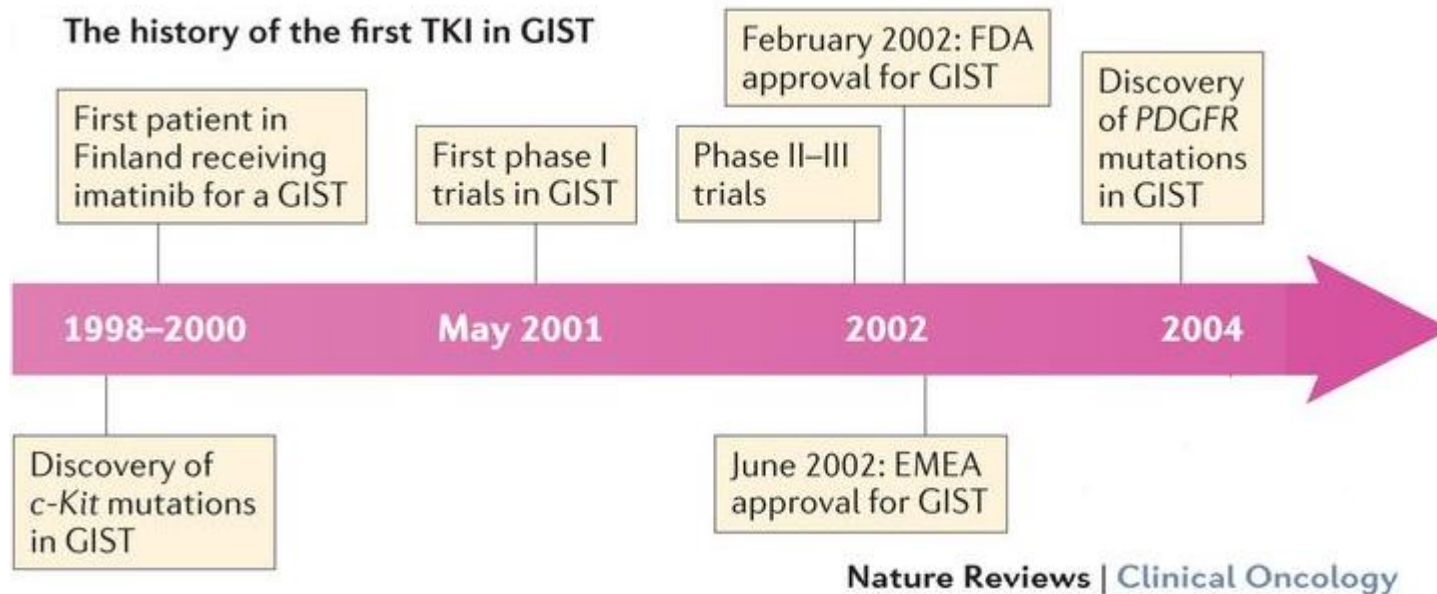 The history of the first TKI in GIST
First patient in
Finland receiving
imatinib for a GIST
First phase I
trials in GIST
Phase II–III
trials
February 2002: FDA
approval for GIST
Discovery
of PDGFR
mutations
in GIST
1998–2000
May 2001
2002
2004
Discovery of
c-Kit mutations
in GIST
June 2002: EMEA
approval for GIST
Nature Reviews | Clinical Oncology